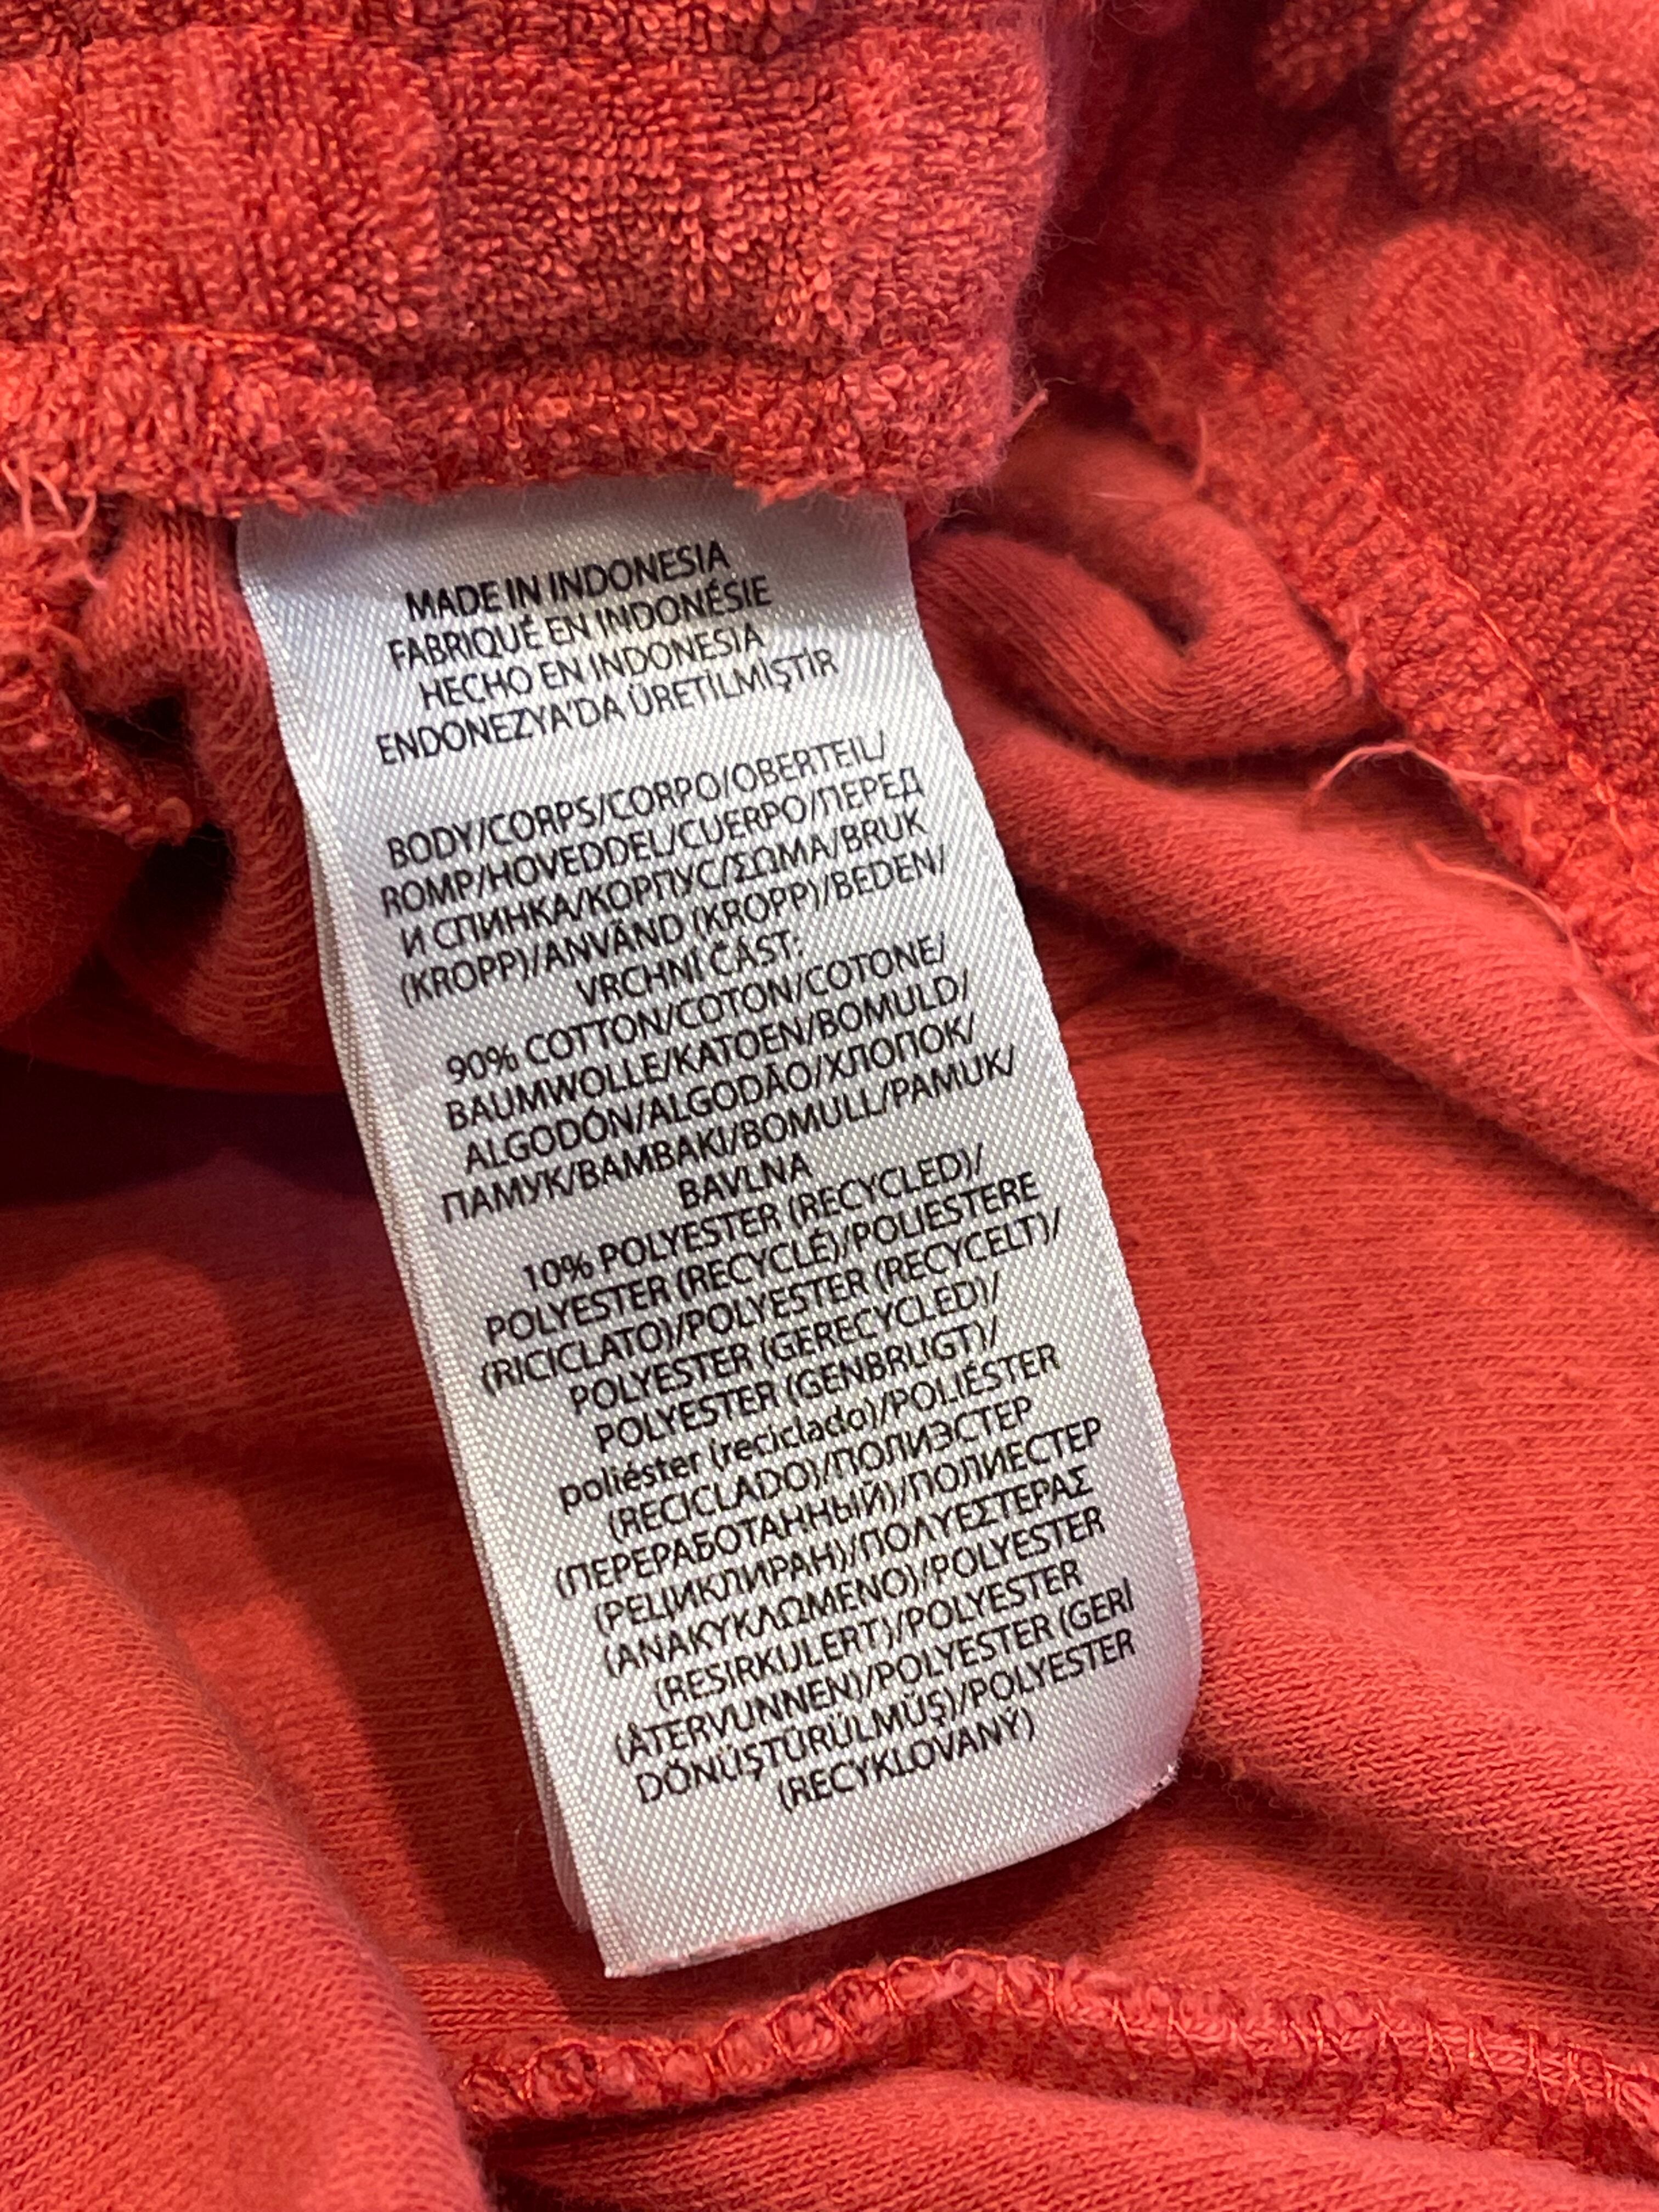 MADE IN INDONESIA
FABRIQUÉ EN INDONÉSIE
HECHO EN INDONESIA
ENDONEZYA'DA ÜRETİLMİŞTİR
BODY/CORPS/CORPO/OBERTEIL/
ROMP/HOVEDDEL/CUERPO/ПЕРЕД
И СПИНКА/КОРПУС/ΣΩΜΑ/BRUK
(KROPP)/ANVÄND (KROPP)/BEDEN/
VRCHNÍ ČÁST:
90% COTTON/COTON/COTONE/
BAUMWOLLE/KATOEN/BOMULD/
ALGODÓN/ALGODÃO/ХЛОПОК/
ПАМУК/ΒΑΜΒΑΚΙ/BOMULL/PAMUK/
BAVLNA
10% POLYESTER (RECYCLED)/
POLYESTER (RECYCLÉ)/POLIESTERE
(RICICLATO)/POLYESTER (RECYCELT)/
POLYESTER (GERECYCLED)/
POLYESTER (GENBRUGT)/
poliéster (reciclado)/POLIÉSTER
(RECICLADO)/ПОЛИЭСТЕР
(ПЕРЕРАБОТАННЫЙ)/ПОЛИЕСТЕР
(РЕЦИКЛИРАН)/ΠΟΛΥΕΣΤΕΡΑΣ
(ΑΝΑΚΥΚΛΩΜΕΝΟ)/POLYESTER
(RESIRKULERT)/POLYESTER
(ÅTERVUNNEN)/POLYESTER (GERİ
DÖNÜŞTÜRÜLMÜŞ)/POLYESTER
(RECYKLOVANÝ)